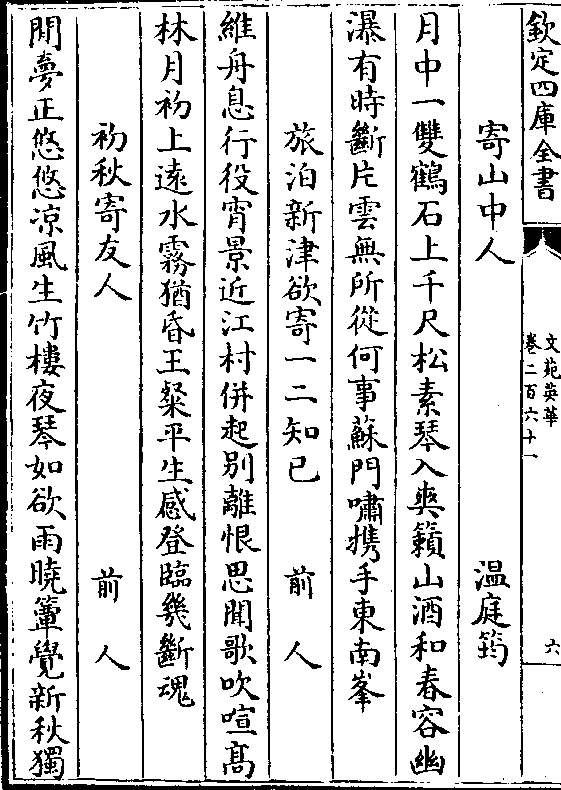 欽定四庫全書
文苑英華
卷二百六十一
六
寄山中人　溫庭筠
月中一雙鶴石上千尺松素琴入爽籟山酒和春容幽
瀑有時斷片雲無所從何事蘇門嘯携手東南峯
旅泊新津欲寄一二知己　前人
維舟息行役宵景近江村併起别離恨思聞歌吹喧髙
林月初上遠水霧猶昏王粲平生感登臨㡬斷魂
初秋寄友人　前人
閒夢正悠悠凉風生竹樓夜琴如欲雨曉簟覺新秋獨